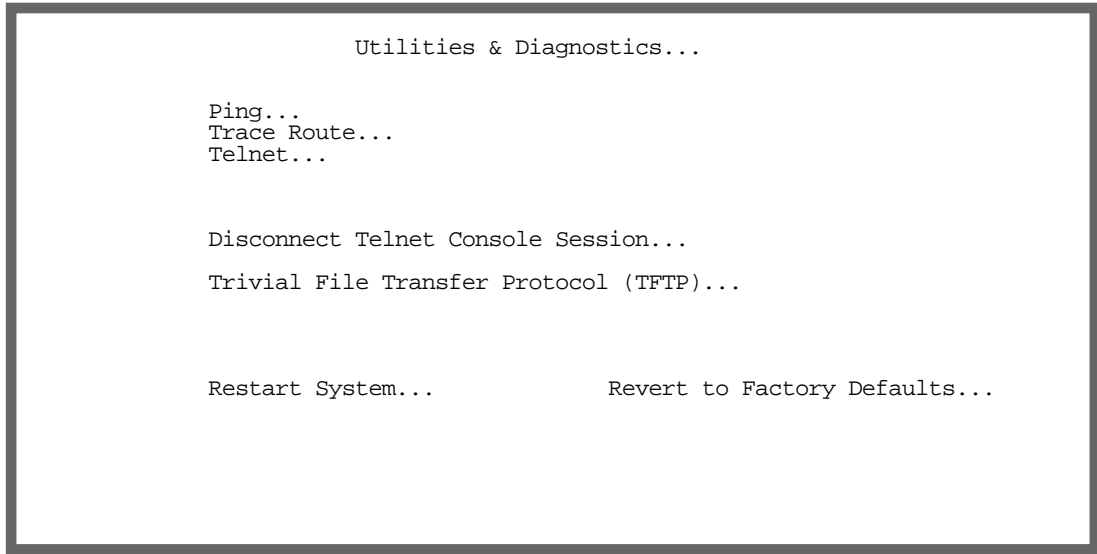 Utilities & Diagnostics...
Ping...
Trace Route...
Telnet...
Disconnect Telnet Console Session...
Trivial File Transfer Protocol (TFTP)...
Restart System... Revert to Factory Defaults...